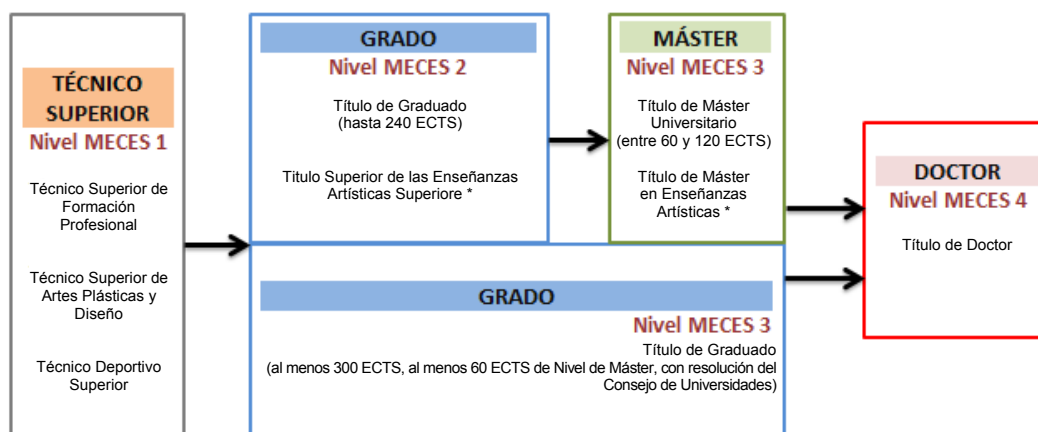 TÉCNICO
SUPERIOR
Nivel MECES 1
Técnico Superior de
Formación
Profesional
Técnico Superior de
Artes Plásticas y
Diseño
Técnico Deportivo
Superior
GRADO
Nivel MECES 2
Título de Graduado
(hasta 240 ECTS)
Titulo Superior de las Enseñanzas
Artísticas Superiore *
MÁSTER
Nivel MECES 3
Título de Máster
Universitario
(entre 60 y 120 ECTS)
Título de Máster
en Enseñanzas
Artísticas *
GRADO
Nivel MECES 3
Título de Graduado
(al menos 300 ECTS, al menos 60 ECTS de Nivel de Máster, con resolución del
Consejo de Universidades)
DOCTOR
Nivel MECES 4
Título de Doctor